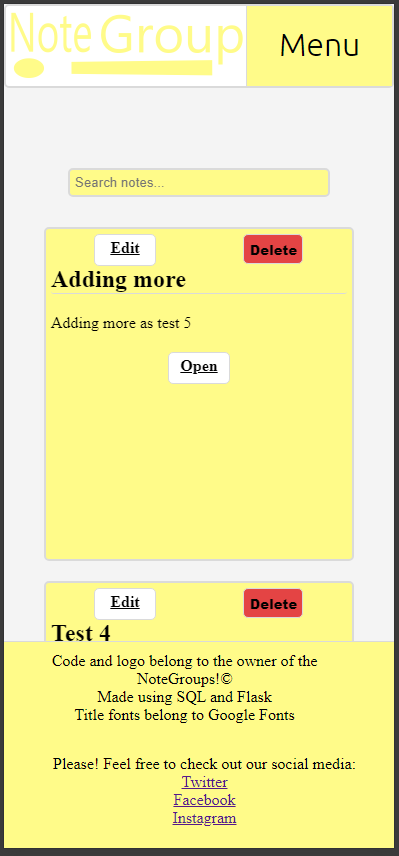 NoteGroup Menu
Search notes...
Edit Delete
Adding more
Adding more as test 5
Open
Edit Delete
Test 4
Code and logo belong to the owner of the
NoteGroups!©
Made using SQL and Flask
Title fonts belong to Google Fonts
Please! Feel free to check out our social media:
Twitter
Facebook
Instagram